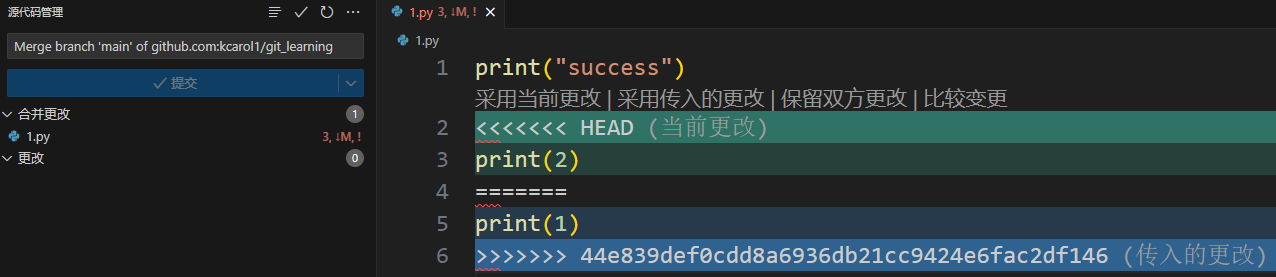 源代码管理
Merge branch 'main' of github.com:kcarol1/git_learning
提交
合并更改 1
1.py 3, ↓M, !
更改 0
1.py 3, ↓M, !
1.py
1 print("success")
采用当前更改 | 采用传入的更改 | 保留双方更改 | 比较变更
2 <<<<<<< HEAD (当前更改)
3 print(2)
4 =======
5 print(1)
6 >>>>>>> 44e839def0cdd8a6936db21cc9424e6fac2df146 (传入的更改)